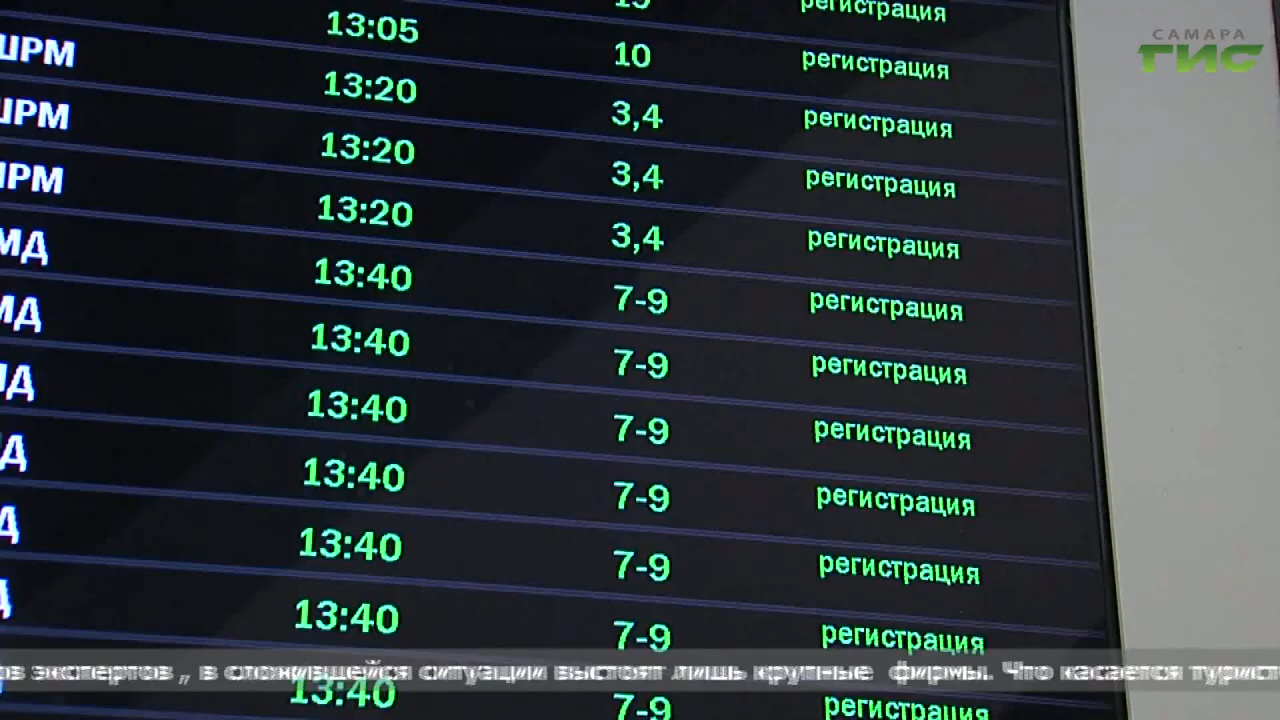 регистрация
13:05 10 регистрация
ШРМ 13:20 3,4 регистрация
ШРМ 13:20 3,4 регистрация
РМ 13:20 3,4 регистрация
МД 13:40 7-9 регистрация
МД 13:40 7-9 регистрация
Д 13:40 7-9 регистрация
Д 13:40 7-9 регистрация
Д 13:40 7-9 регистрация
13:40 7-9 регистрация
13:40 7-9 регистрация
САМАРА
ГИС
ов экспертов , в сложившейся ситуации выстоят лишь крупные фирмы. Что касается турист